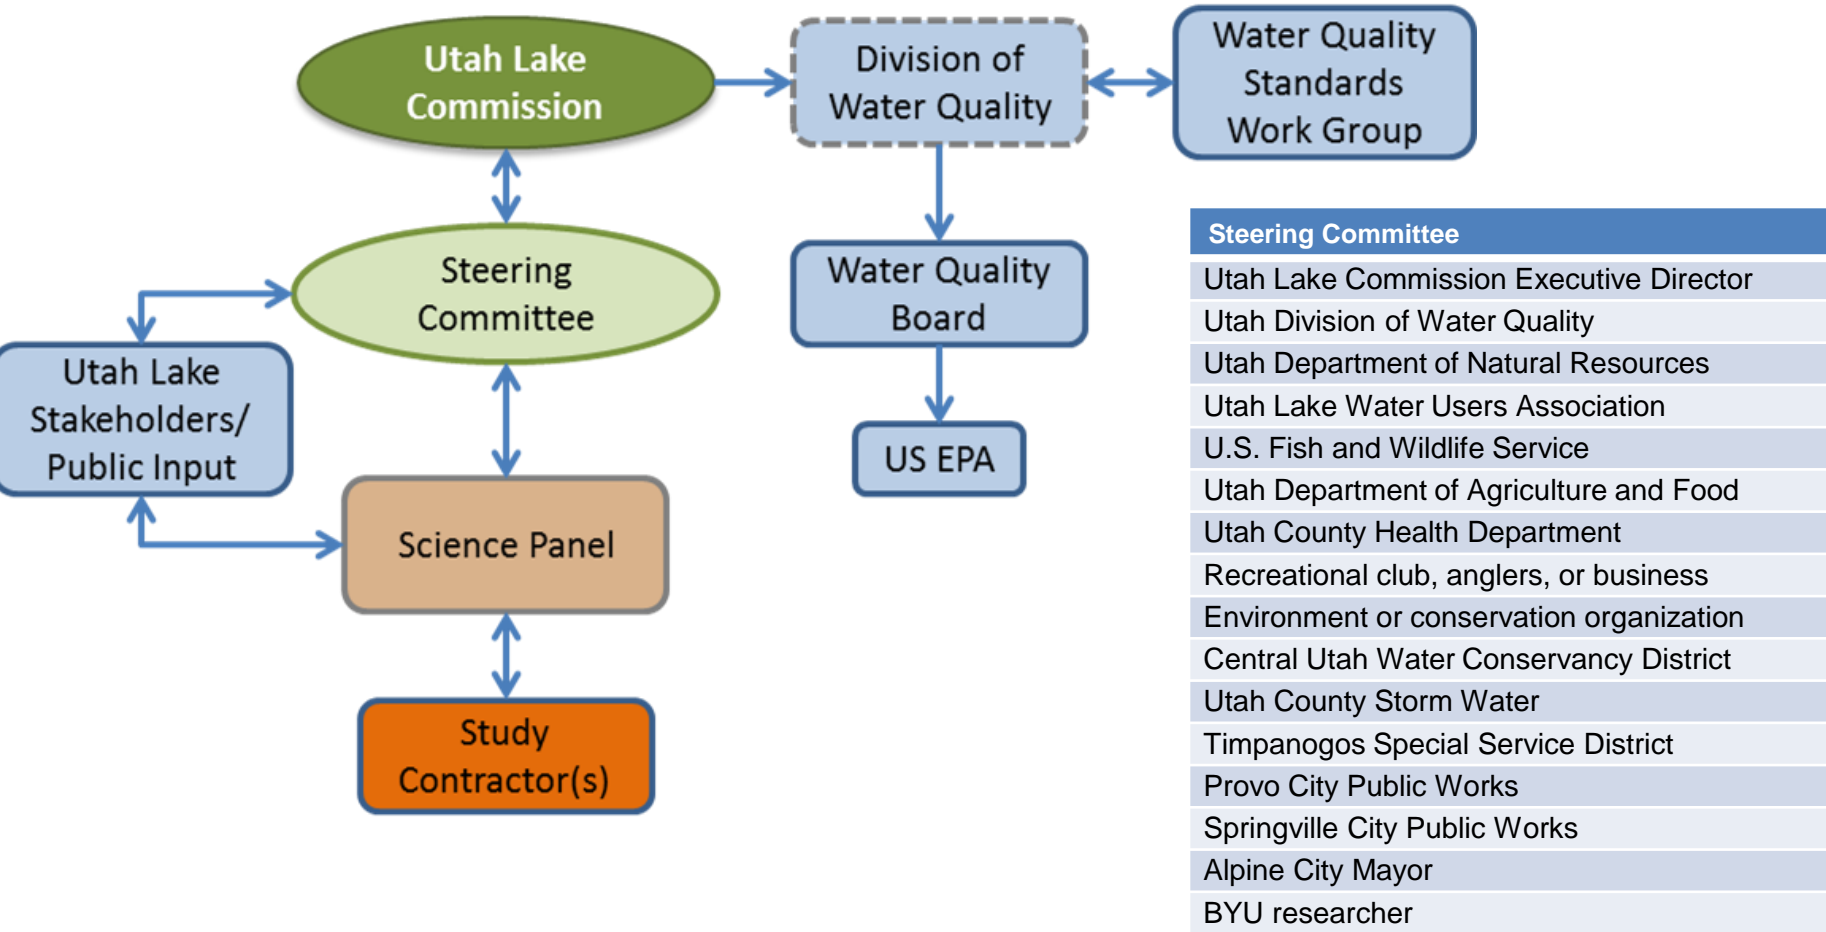 Utah Lake
Commission
Division of
Water Quality
Water Quality
Standards
Work Group
Steering
Committee
Water Quality
Board
Utah Lake
Stakeholders/
Public Input
US EPA
Science Panel
Study
Contractor(s)
Steering Committee
Utah Lake Commission Executive Director
Utah Division of Water Quality
Utah Department of Natural Resources
Utah Lake Water Users Association
U.S. Fish and Wildlife Service
Utah Department of Agriculture and Food
Utah County Health Department
Recreational club, anglers, or business
Environment or conservation organization
Central Utah Water Conservancy District
Utah County Storm Water
Timpanogos Special Service District
Provo City Public Works
Springville City Public Works
Alpine City Mayor
BYU researcher